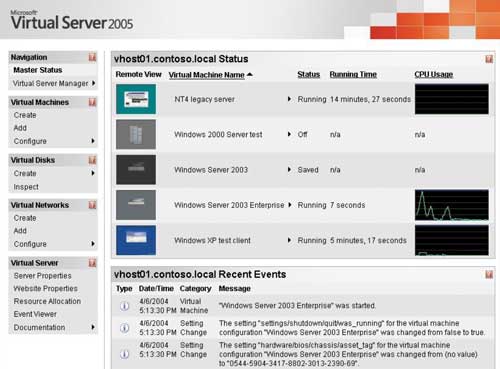 Microsoft
Virtual Server 2005
Navigation
Master Status
Virtual Server Manager
Virtual Machines
Create
Add
Configure
Virtual Disks
Create
Inspect
Virtual Networks
Create
Add
Configure
Virtual Server
Server Properties
Website Properties
Resource Allocation
Event Viewer
Documentation
vhost01.contoso.local Status
Remote View Virtual Machine Name Status Running Time CPU Usage
NT4 legacy server Running 14 minutes, 27 seconds
Windows 2000 Server test Off n/a n/a
Windows Server 2003 Saved n/a n/a
Windows Server 2003 Enterprise Running 7 seconds
Windows XP test client Running 5 minutes, 17 seconds
vhost01.contoso.local Recent Events
Type Date/Time Category Message
4/6/2004 Virtual
5:13:30 PM Machine "Windows Server 2003 Enterprise" was started.
4/6/2004 Setting The setting "settings/shutdown/quit/was_running" for the virtual machine
5:13:30 PM Change configuration "Windows Server 2003 Enterprise" was changed from false to true.
4/6/2004 Setting The setting "hardware/bios/chassis/asset_tag" for the virtual machine
5:13:30 PM Change configuration "Windows Server 2003 Enterprise" was changed from (no value)
to "0544-5904-3417-8802-3013-2390-69".